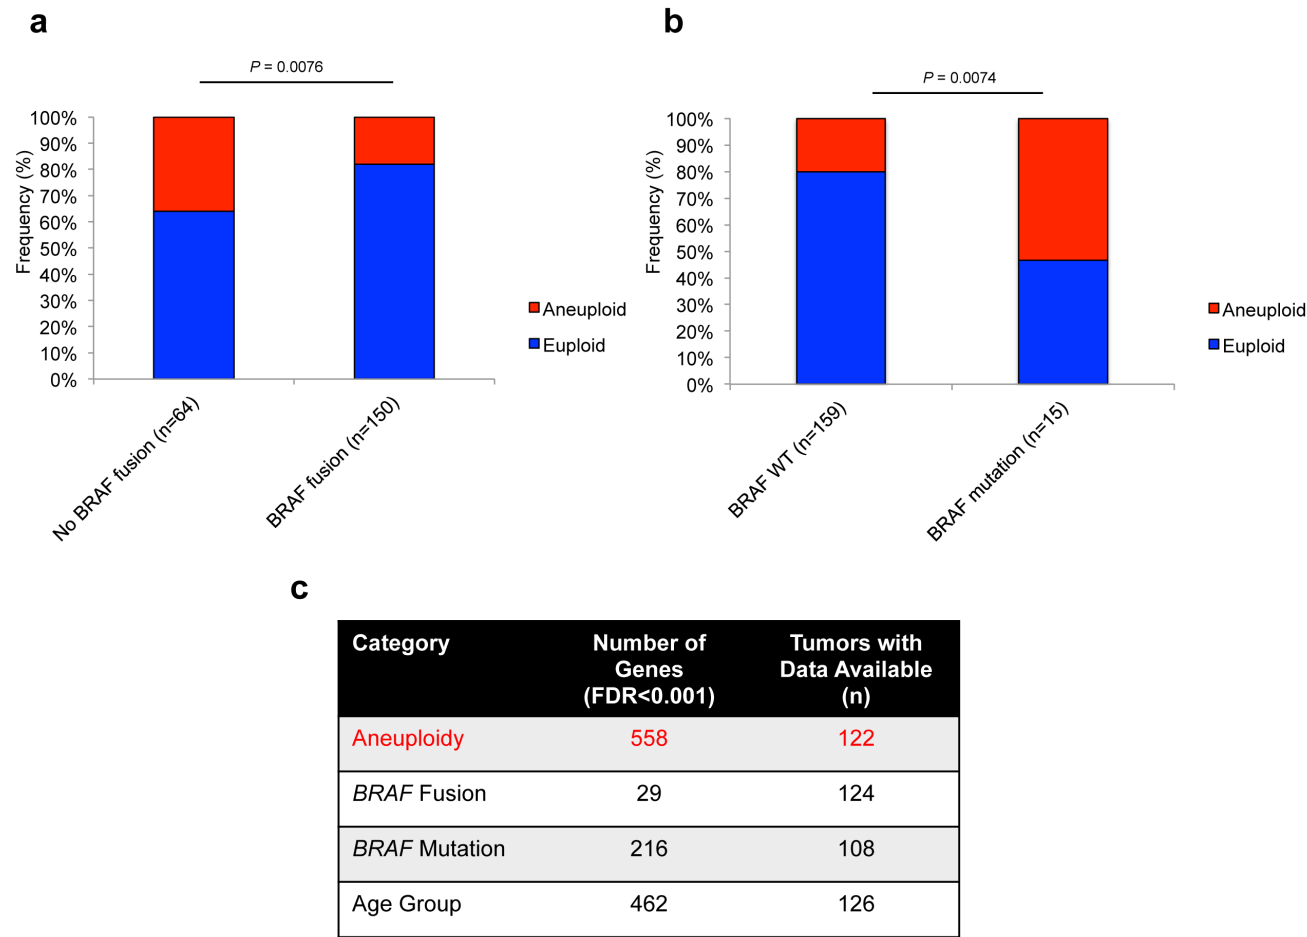 a
P = 0.0076
100%
90%
80%
70%
60%
50%
40%
30%
20%
10%
0%
Frequency (%)
No BRAF fusion (n=64)
BRAF fusion (n=150)
Aneuploid
Euploid
b
P = 0.0074
100%
90%
80%
70%
60%
50%
40%
30%
20%
10%
0%
Frequency (%)
BRAF WT (n=159)
BRAF mutation (n=15)
Aneuploid
Euploid
c
Category
Number of
Genes
(FDR<0.001)
Tumors with
Data Available
(n)
Aneuploidy 558 122
BRAF Fusion 29 124
BRAF Mutation 216 108
Age Group 462 126